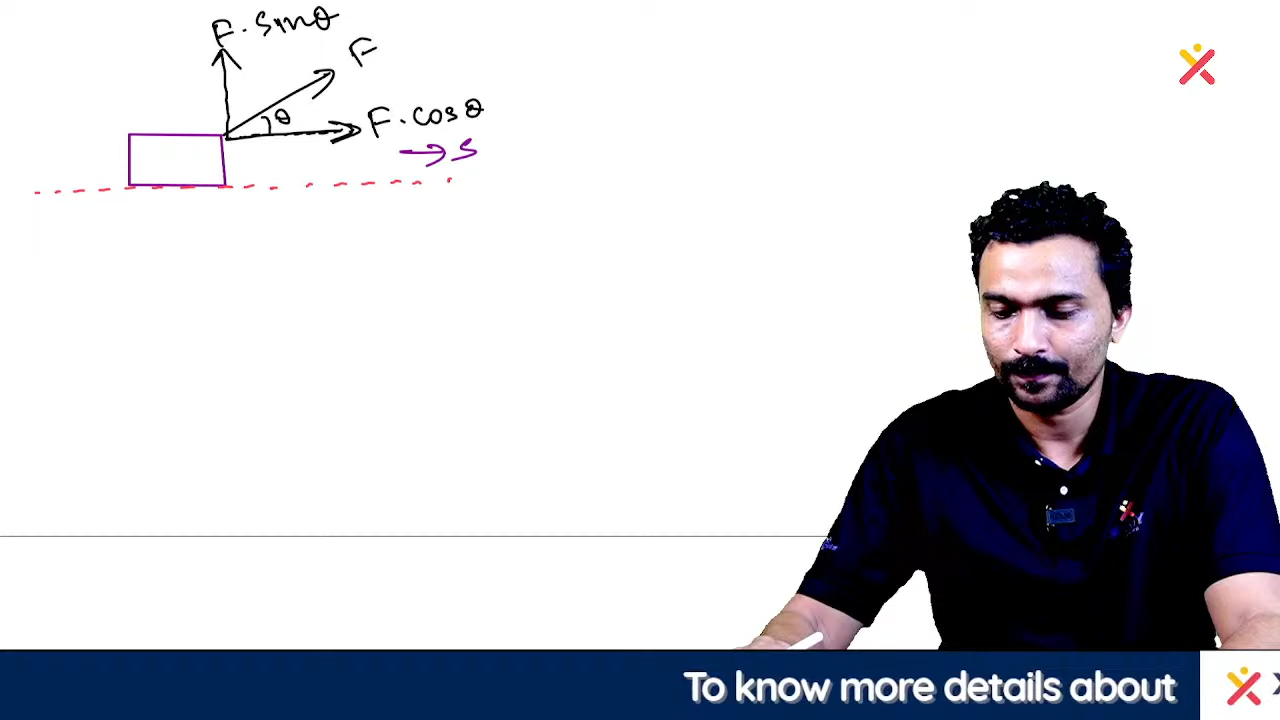 F. sinθ
F
θ
F. cosθ
→ s
To know more details about